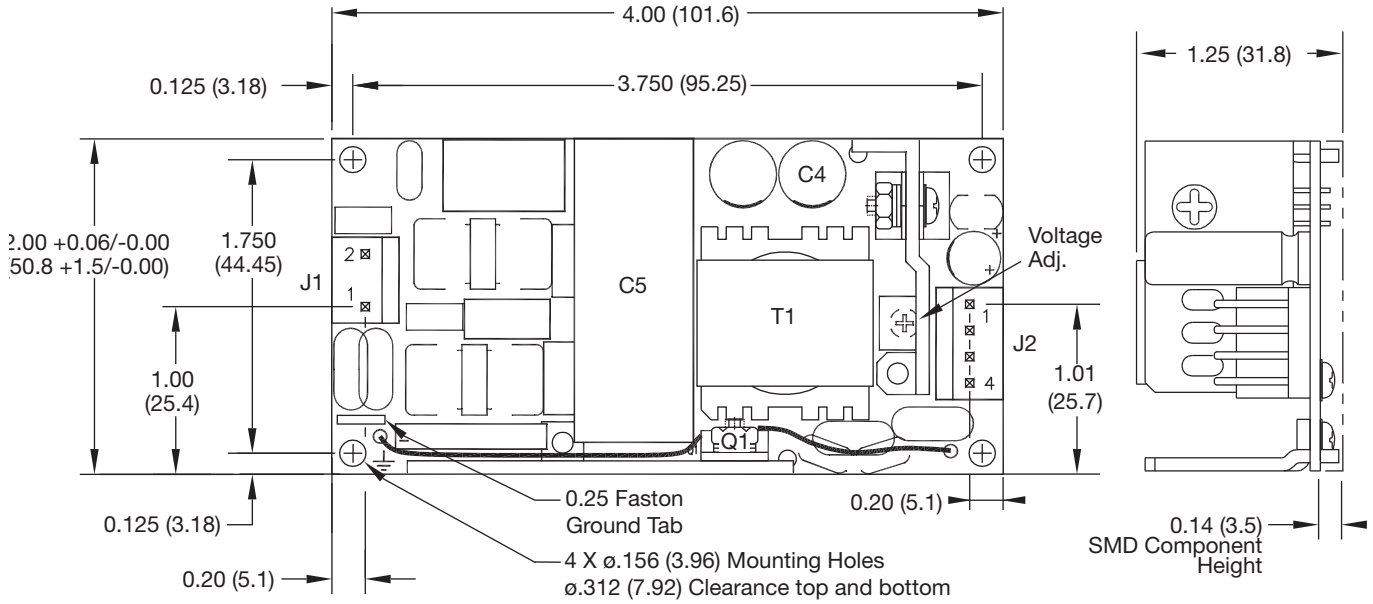 4.00 (101.6)
1.25 (31.8)
0.125 (3.18)
3.750 (95.25)
C4
2.00 +0.06/-0.00
(50.8 +1.5/-0.00)
1.750
(44.45)
Voltage
Adj.
J1
2
1
C5
T1
1
4
J2
1.00
(25.4)
1.01
(25.7)
Q1
0.25 Faston
Ground Tab
0.20 (5.1)
0.125 (3.18)
0.14 (3.5)
SMD Component
Height
4 X ø.156 (3.96) Mounting Holes
ø.312 (7.92) Clearance top and bottom
0.20 (5.1)